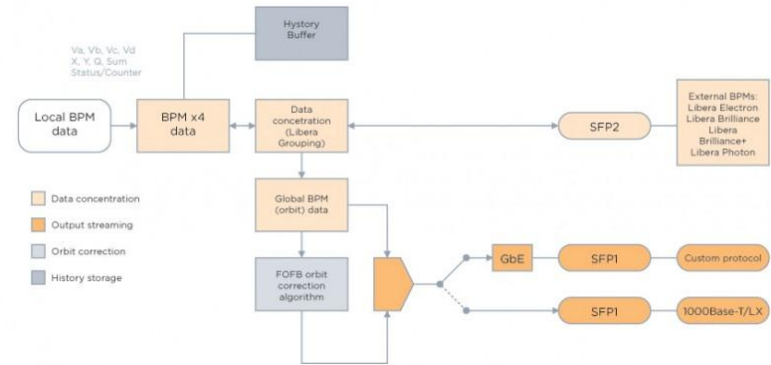 Hystory
Buffer
Va, Vb, Vc, Vd
X, Y, Q, Sum
Status/Counter
Local BPM
data
BPM x4
data
Data
concetration
(Libera
Grouping)
SFP2
External BPMs:
Libera Electron
Libera Brilliance
Libera
Brilliance+
Libera Photon
Data concentration
Output streaming
Orbit correction
History storage
Global BPM
(orbit) data
FOFB orbit
correction
algorithm
GbE
SFP1
Custom protocol
SFP1
1000Base-T/LX